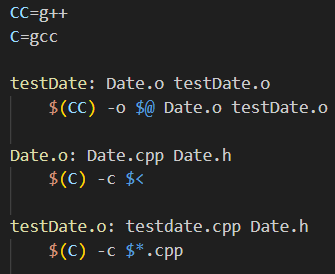 CC=g++
C=gcc
testDate: Date.o testDate.o
$(CC) -o $@ Date.o testDate.o
Date.o: Date.cpp Date.h
$(C) -c $<
testDate.o: testdate.cpp Date.h
$(C) -c $*.cpp